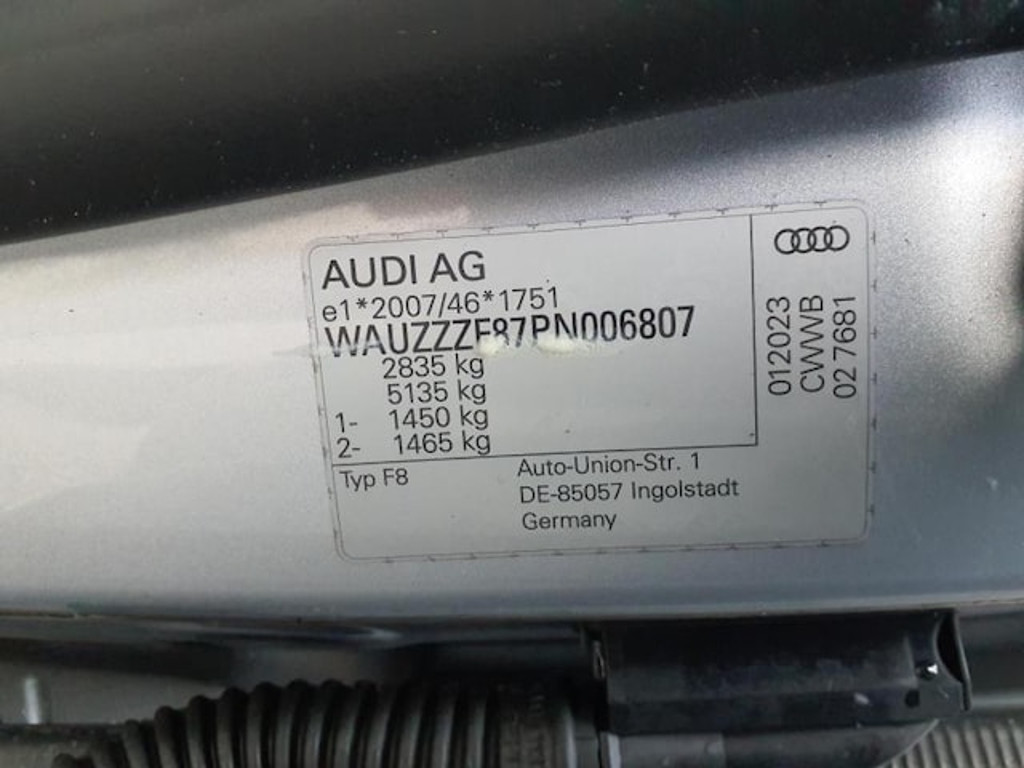 AUDI AG
e1*2007/46*1751
WAUZZZF87PN006807
2835 kg
5135 kg
1- 1450 kg
2- 1465 kg
Typ F8
Auto-Union-Str. 1
DE-85057 Ingolstadt
Germany
012023
CWWB
02 7681